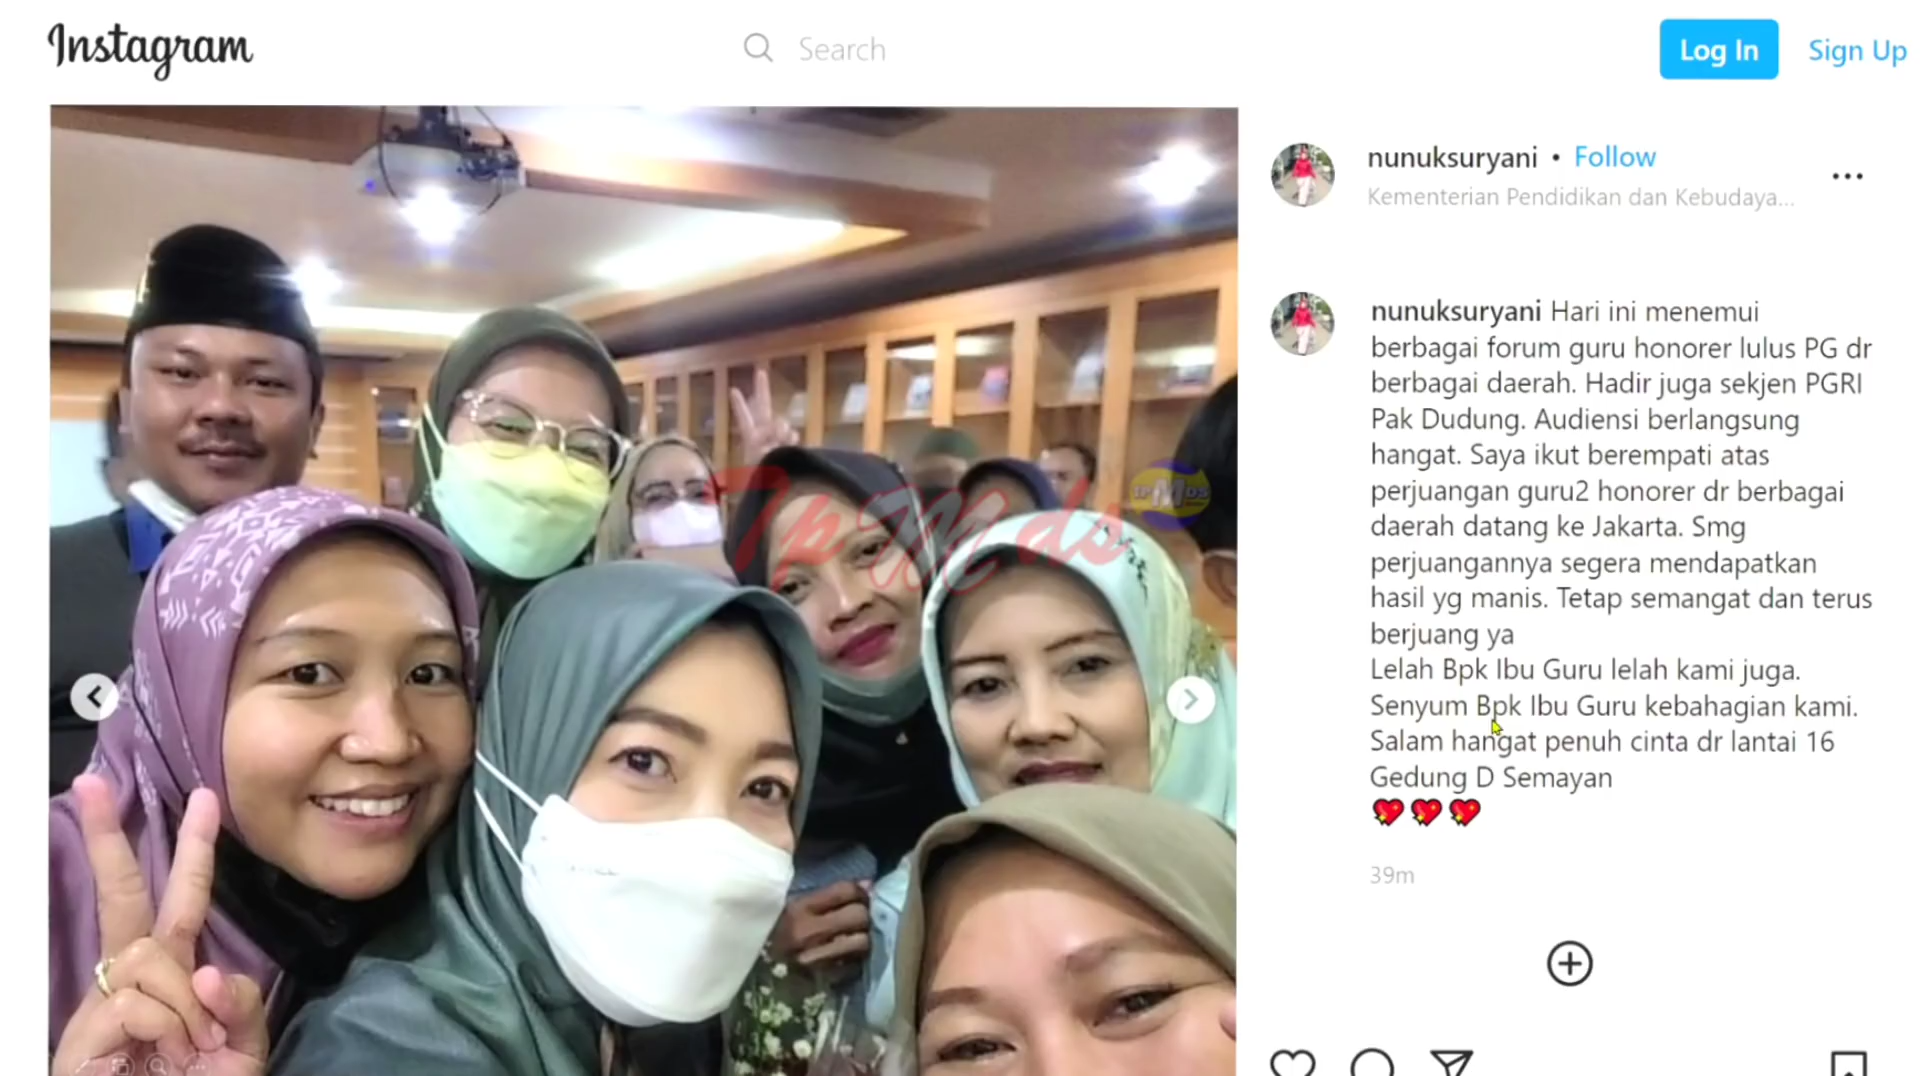 Instagram
Search
Log In
Sign Up
nunuksuryani • Follow
Kementerian Pendidikan dan Kebudaya...
nunuksuryani Hari ini menemui
berbagai forum guru honorer lulus PG dr
berbagai daerah. Hadir juga sekjen PGRI
Pak Dudung. Audiensi berlangsung
hangat. Saya ikut berempati atas
perjuangan guru2 honorer dr berbagai
daerah datang ke Jakarta. Smg
perjuangannya segera mendapatkan
hasil yg manis. Tetap semangat dan terus
berjuang ya
Lelah Bpk Ibu Guru lelah kami juga.
Senyum Bpk Ibu Guru kebahagian kami.
Salam hangat penuh cinta dr lantai 16
Gedung D Semayan
💖💖💖
39m
TpMds
TPMDS